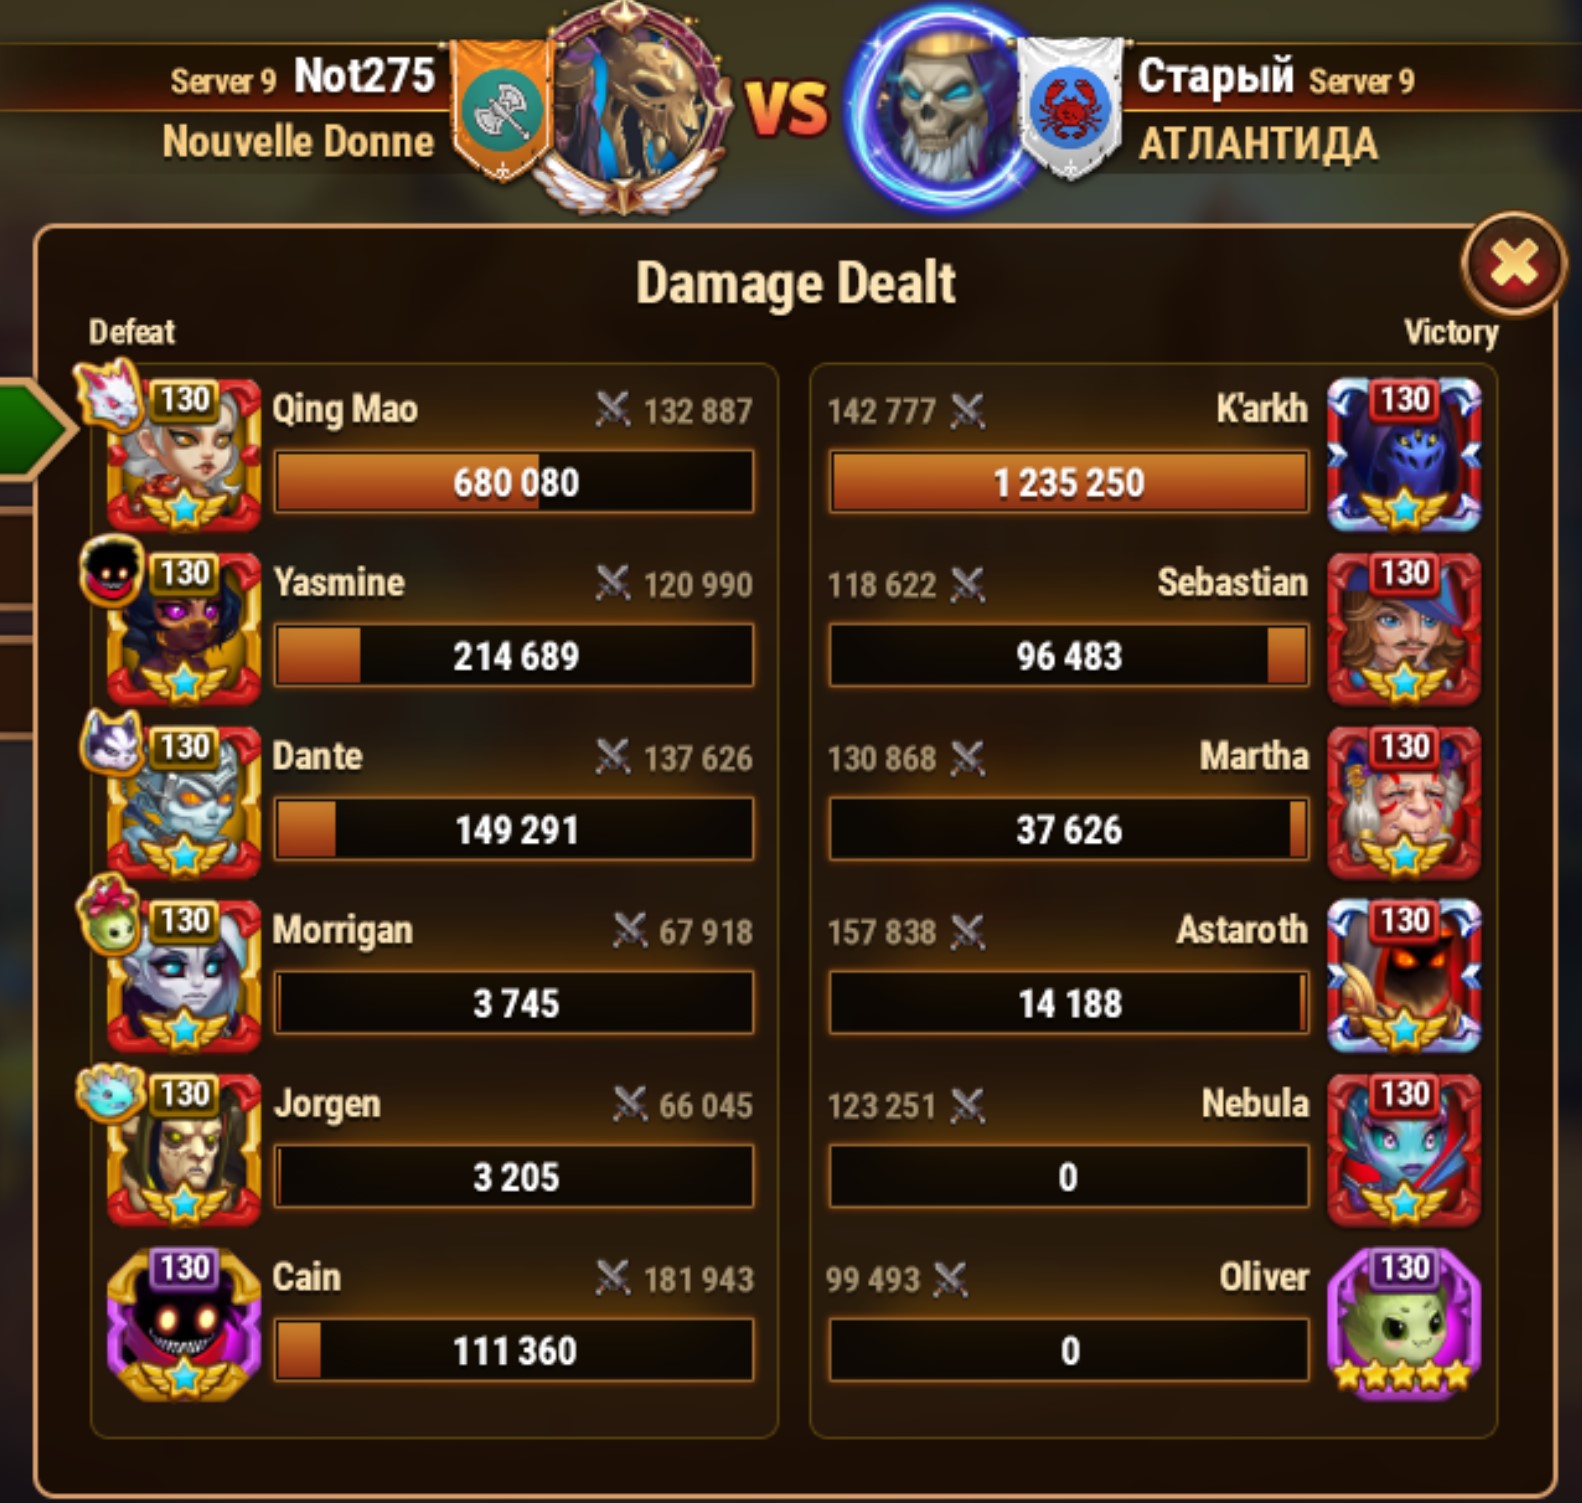 Server 9 Not275
Nouvelle Donne
VS
Старый Server 9
АТЛАНТИДА
Damage Dealt
Defeat
Victory
130
Qing Mao 132 887
680 080
130
Yasmine 120 990
214 689
130
Dante 137 626
149 291
130
Morrigan 67 918
3 745
130
Jorgen 66 045
3 205
130
Cain 181 943
111 360
142 777 K'arkh
130
1 235 250
118 622 Sebastian
130
96 483
130 868 Martha
130
37 626
157 838 Astaroth
130
14 188
123 251 Nebula
130
0
99 493 Oliver
130
0